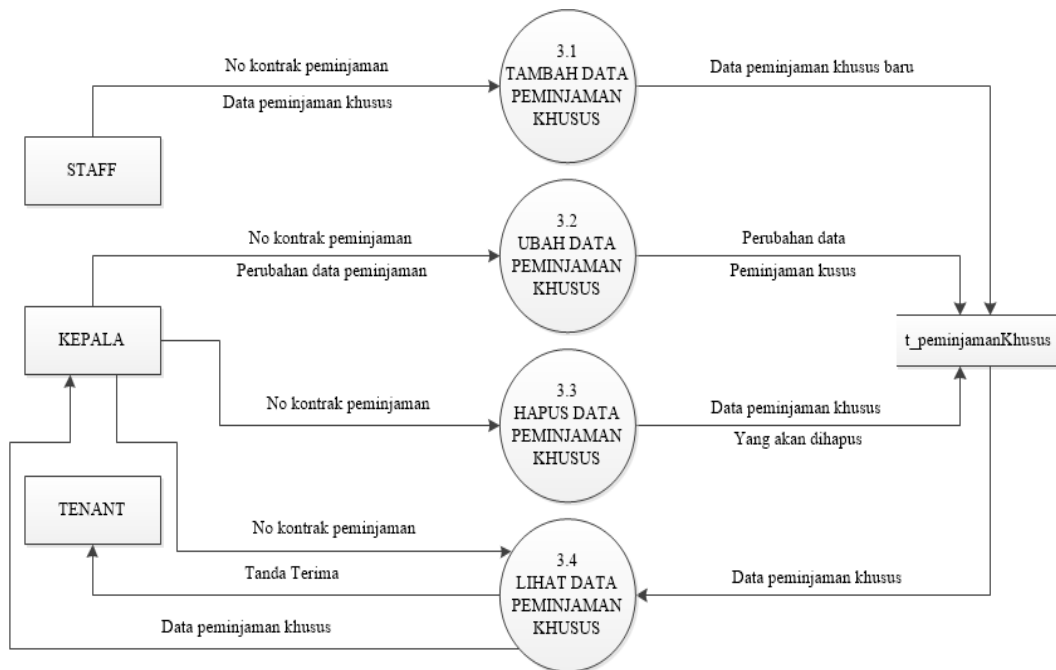 3.1
TAMBAH DATA
PEMINJAMAN
KHUSUS
No kontrak peminjaman
Data peminjaman khusus
Data peminjaman khusus baru
STAFF
3.2
UBAH DATA
PEMINJAMAN
KHUSUS
No kontrak peminjaman
Perubahan data peminjaman
Perubahan data
Peminjaman kusus
KEPALA
t_peminjamanKhusus
3.3
HAPUS DATA
PEMINJAMAN
KHUSUS
No kontrak peminjaman
Data peminjaman khusus
Yang akan dihapus
TENANT
No kontrak peminjaman
3.4
LIHAT DATA
PEMINJAMAN
KHUSUS
Tanda Terima
Data peminjaman khusus
Data peminjaman khusus